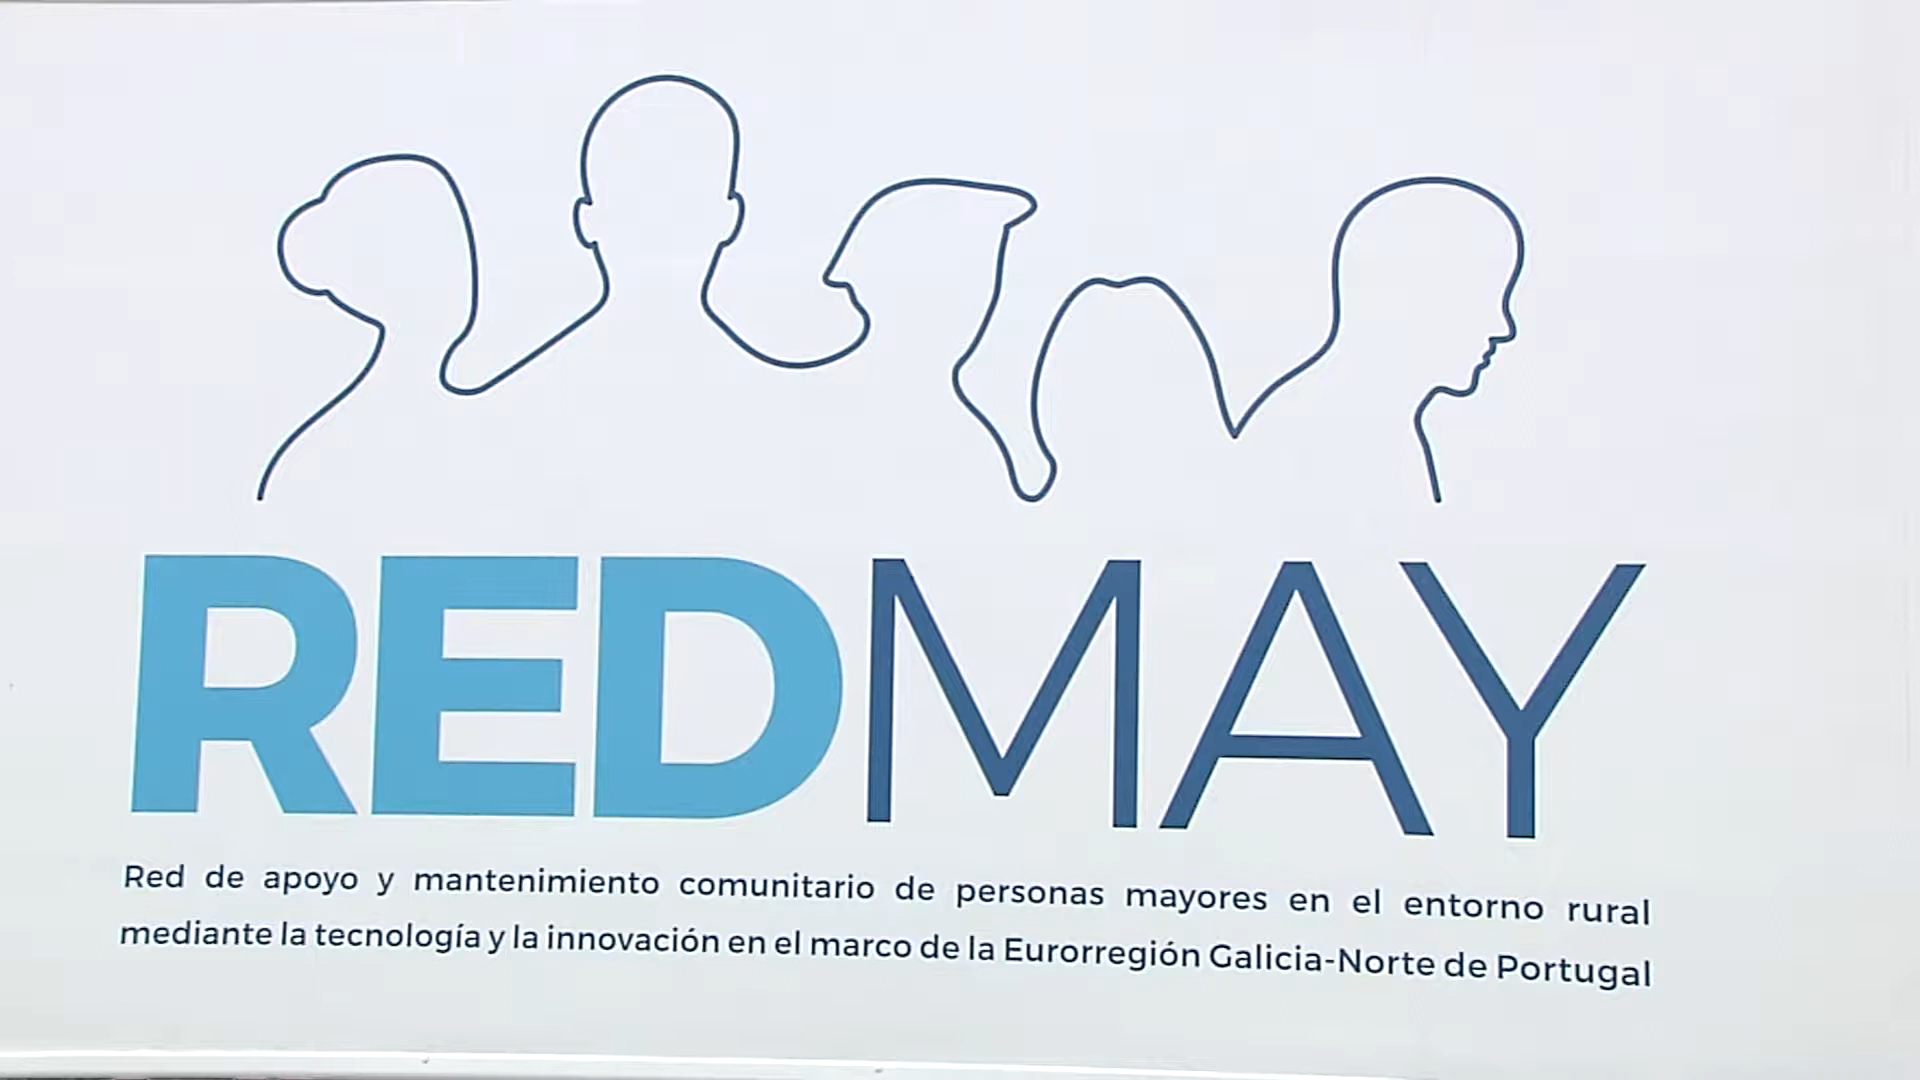 REDMAY
Red de apoyo y mantenimiento comunitario de personas mayores en el entorno rural
mediante la tecnología y la innovación en el marco de la Eurorregión Galicia-Norte de Portugal